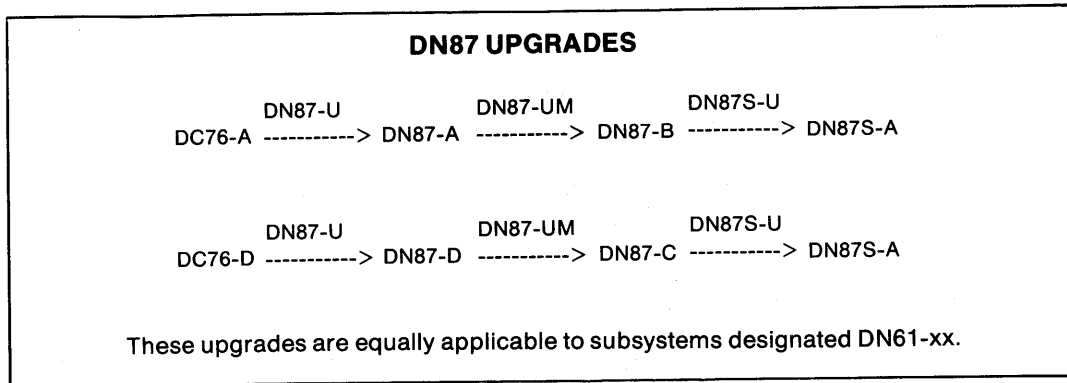 DN87 UPGRADES
DN87-U DN87-UM DN87S-U
DC76-A -----------> DN87-A -----------> DN87-B -----------> DN87S-A
DN87-U DN87-UM DN87S-U
DC76-D -----------> DN87-D -----------> DN87-C -----------> DN87S-A
These upgrades are equally applicable to subsystems designated DN61-xx.